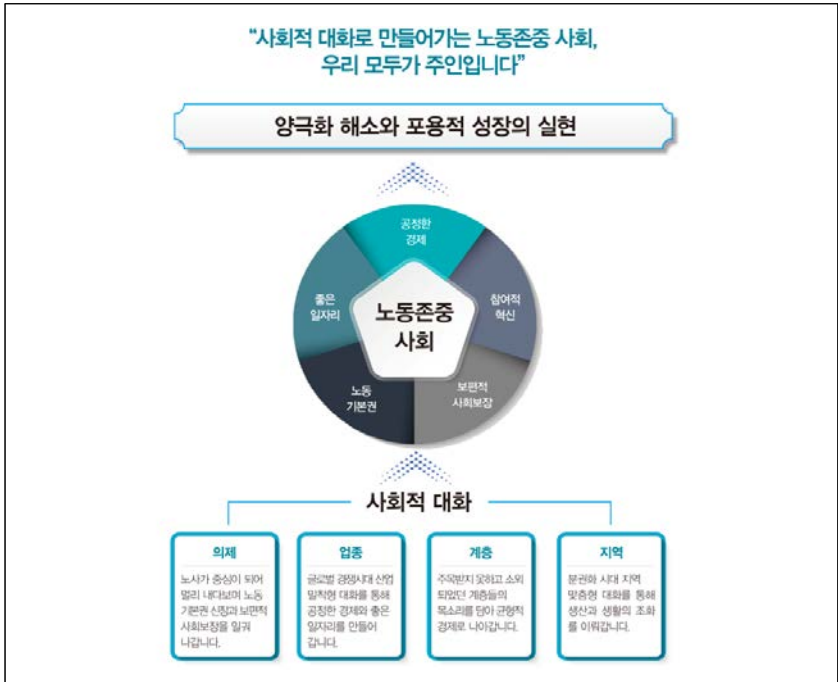 “사회적 대화로 만들어가는 노동존중 사회,
우리 모두가 주인입니다”
양극화 해소와 포용적 성장의 실현
공정한
경제
좋은
일자리
참여적
혁신
노동존중
사회
노동
기본권
보편적
사회보장
사회적 대화
의제
노사가 중심이 되어
멀리 내다보며 노동
기본권 신장과 보편적
사회보장을 일궈
나갑니다.
업종
글로벌 경쟁시대 산업
밀착형 대화를 통해
공정한 경제와 좋은
일자리를 만들어
갑니다.
계층
주목받지 못하고 소외
되었던 계층들의
목소리를 담아 균형적
경제로 나아갑니다.
지역
분권화 시대 지역
맞춤형 대화를 통해
생산과 생활의 조화
를 이뤄갑니다.